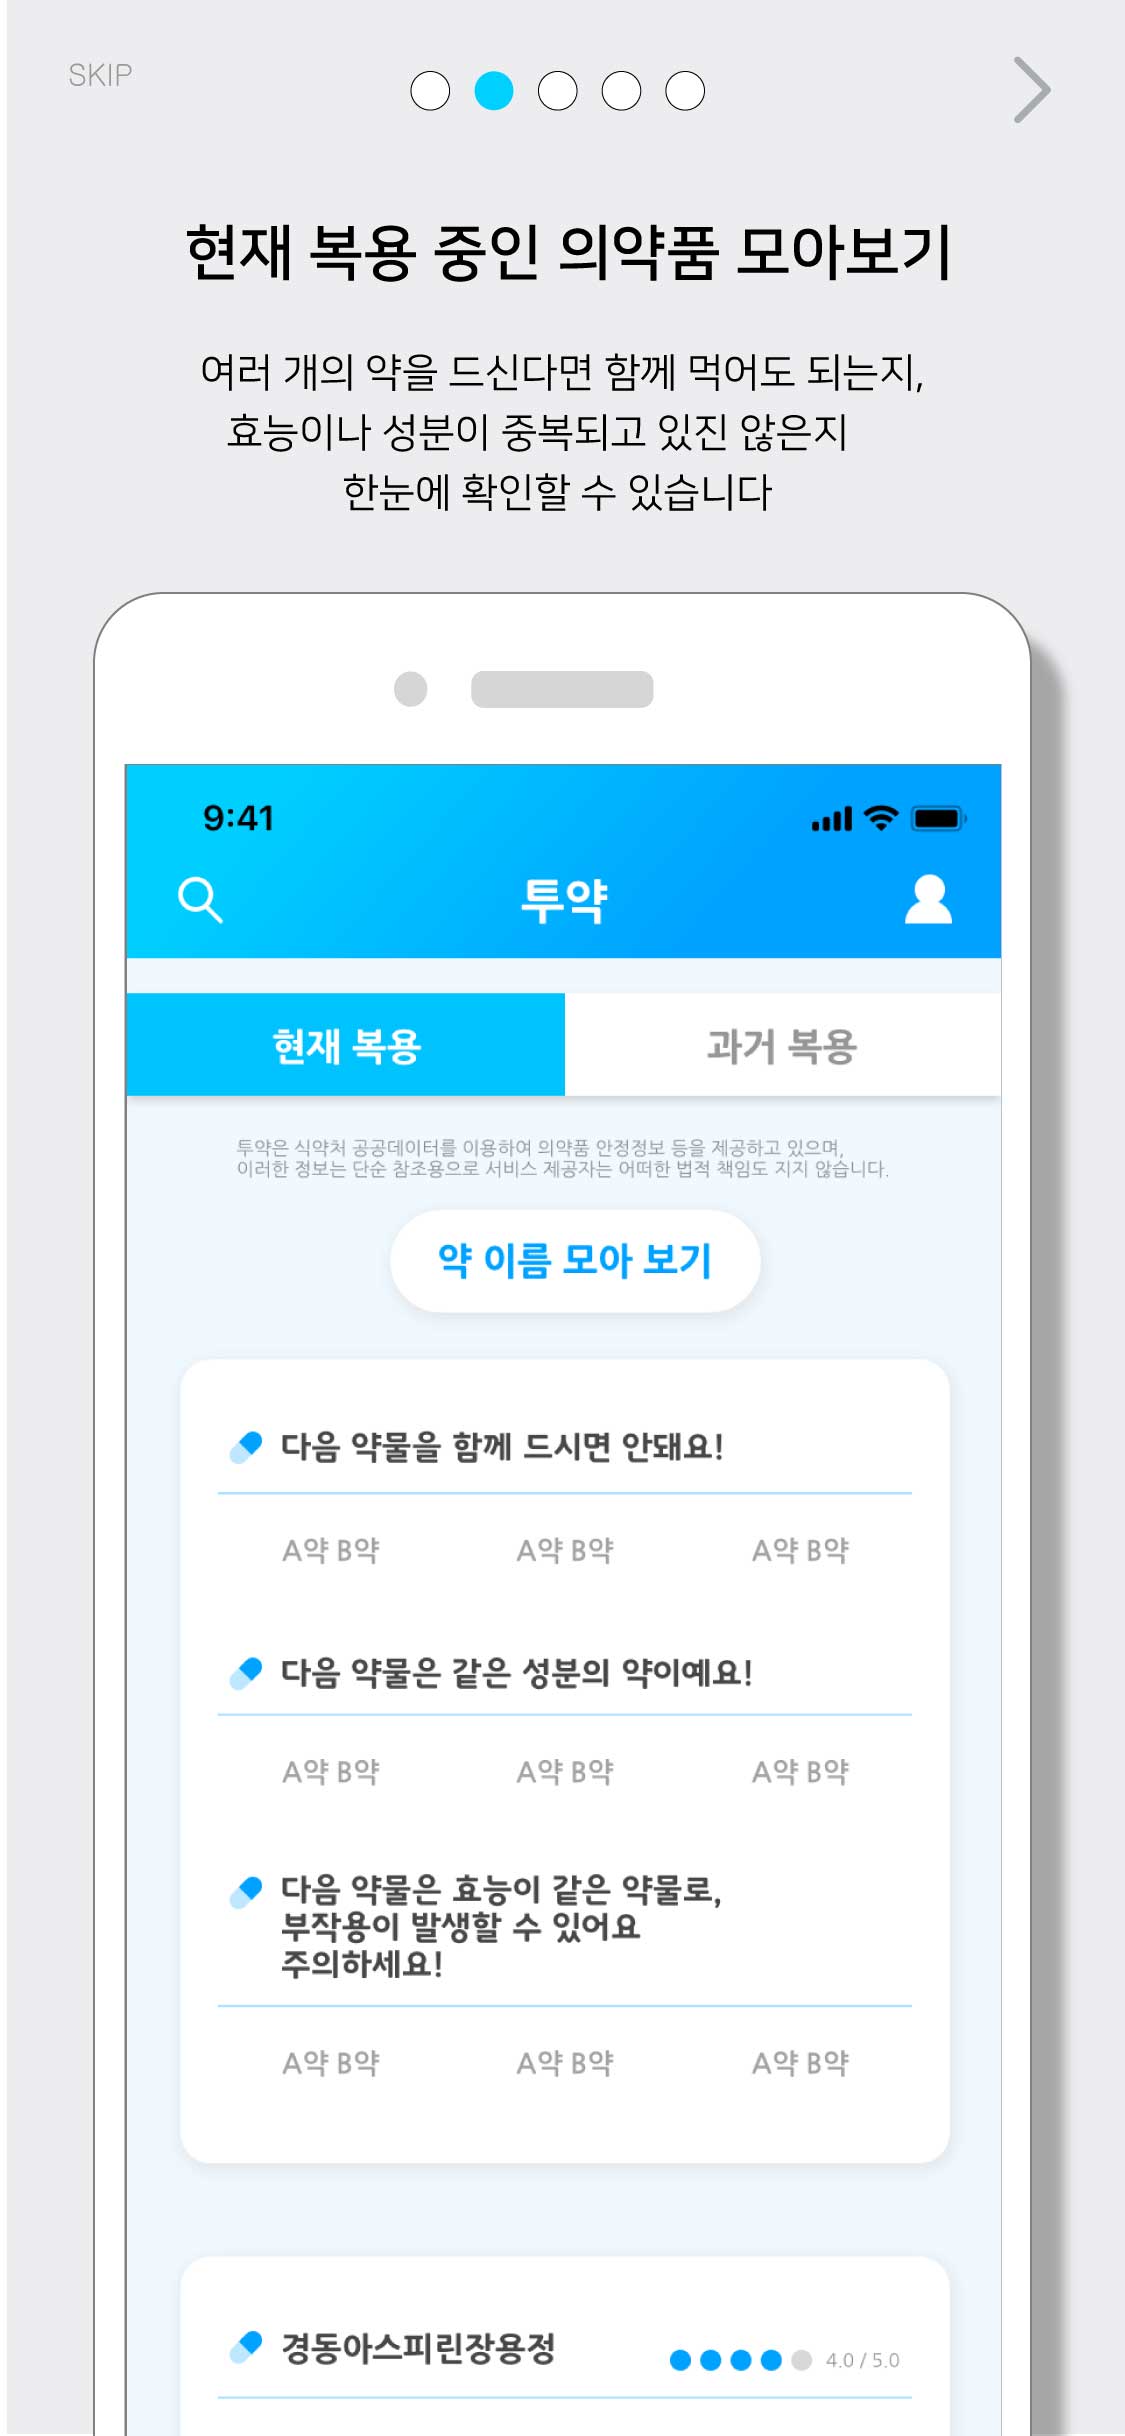 SKIP
현재 복용 중인 의약품 모아보기
여러 개의 약을 드신다면 함께 먹어도 되는지,
효능이나 성분이 중복되고 있진 않은지
한눈에 확인할 수 있습니다
9:41
투약
현재 복용 과거 복용
투약은 식약처 공공데이터를 이용하여 의약품 안정정보 등을 제공하고 있으며,
이러한 정보는 단순 참조용으로 서비스 제공자는 어떠한 법적 책임도 지지 않습니다.
약 이름 모아 보기
다음 약물을 함께 드시면 안돼요!
A약 B약 A약 B약 A약 B약
다음 약물은 같은 성분의 약이예요!
A약 B약 A약 B약 A약 B약
다음 약물은 효능이 같은 약물로,
부작용이 발생할 수 있어요
주의하세요!
A약 B약 A약 B약 A약 B약
경동아스피린장용정 4.0 / 5.0